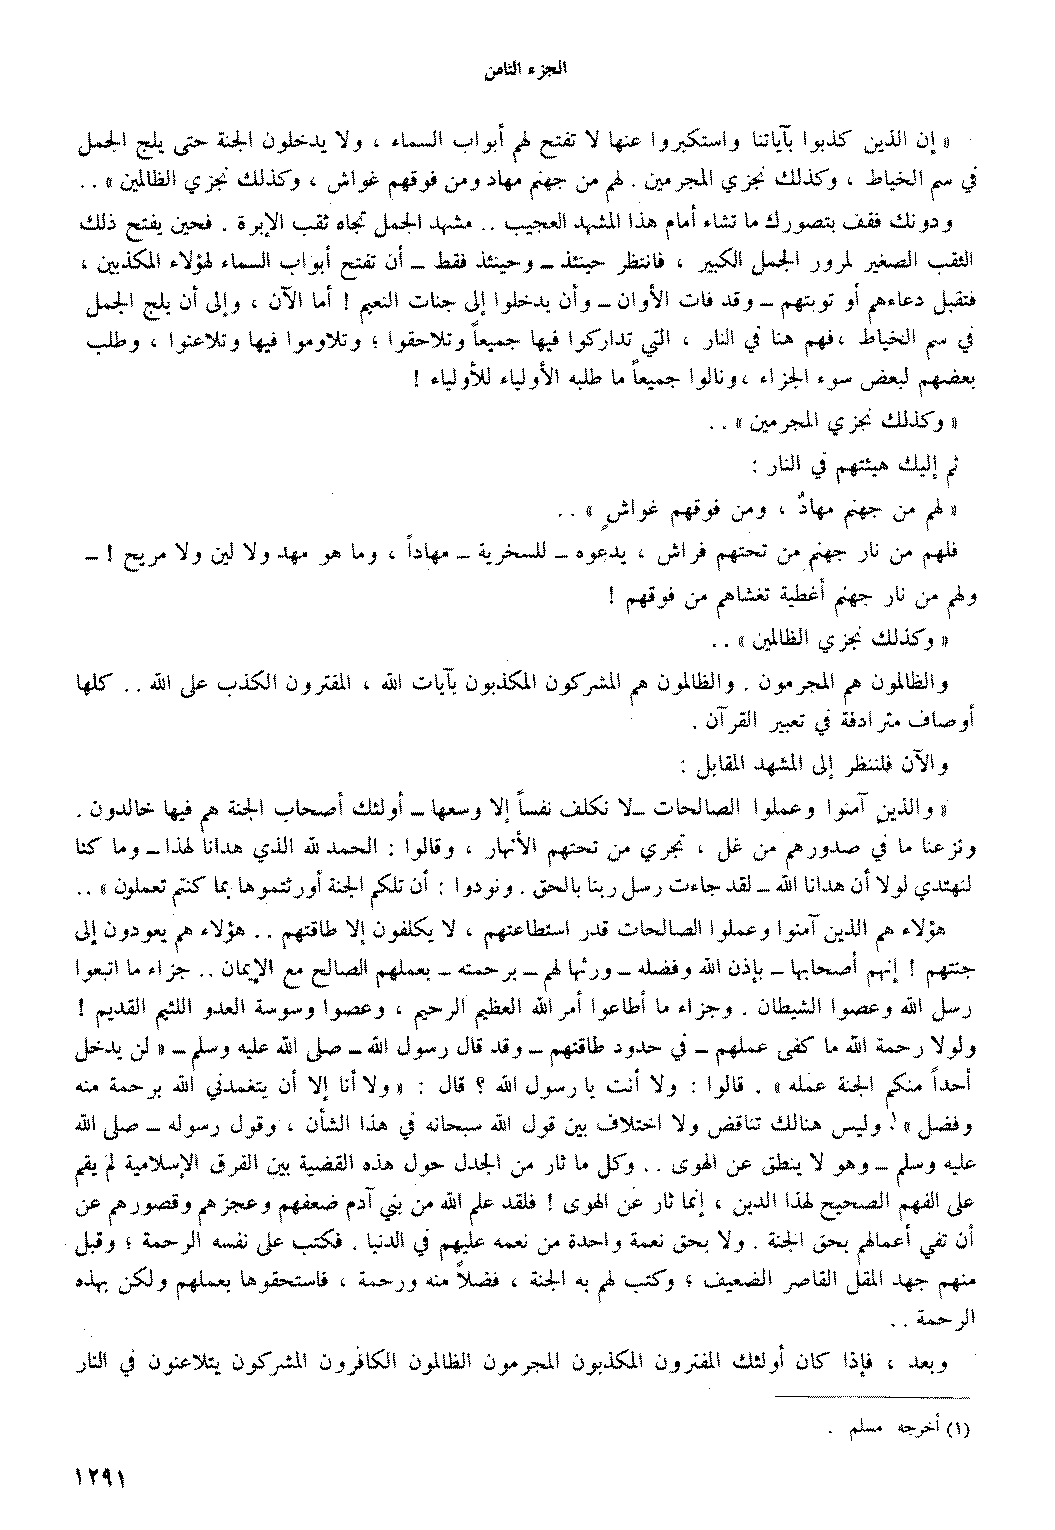 الجزء الثامن
« إن الذين كذبوا بآياتنا واستكبروا عنها لا تفتح لهم أبواب السماء ، ولا يدخلون الجنة حتى يلج الجمل
في سم الخياط ، وكذلك نجزي المجرمين . لهم من جهنم مهاد ومن فوقهم غواش ، وكذلك نجزي الظالمين » ..
ودونك فقف بتصورك ما تشاء أمام هذا المشهد العجيب .. مشهد الجمل تجاه ثقب الإبرة . فحين يفتح ذلك
الثقب الصغير لمرور الجمل الكبير ، فانتظر حينئذ – وحينئذ فقط – أن تفتح أبواب السماء لهؤلاء المكذبين ،
فتقبل دعاءهم أو توبتهم – وقد فات الأوان – وأن يدخلوا إلى جنات النعيم ! أما الآن ، وإلى أن يلج الجمل
في سم الخياط ، فهم هنا في النار ، التي تداركوا فيها جميعاً وتلاحقوا ؛ وتلاوموا فيها وتلاعنوا ، وطلب
بعضهم لبعض سوء الجزاء ، ونالوا جميعاً ما طلبه الأولياء للأولياء !
« وكذلك نجزي المجرمين » ..
ثم إليك هيئتهم في النار :
« لهم من جهنم مهادٌ ، ومن فوقهم غواشٍ » ..
فلهم من نار جهنم من تحتهم فراش ، يدعوه – للسخرية – مهاداً ، وما هو مهد ولا لين ولا مريح ! –
ولهم من نار جهنم أغطية تغشاهم من فوقهم !
« وكذلك نجزي الظالمين » ..
والظالمون هم المجرمون . والظالمون هم المشركون المكذبون بآيات الله ، المفترون الكذب على الله .. كلها
أوصاف مترادفة في تعبير القرآن .
والآن فلننظر إلى المشهد المقابل :
« والذين آمنوا وعملوا الصالحات – لا نكلف نفساً إلا وسعها – أولئك أصحاب الجنة هم فيها خالدون .
ونزعنا ما في صدورهم من غل ، تجري من تحتهم الأنهار ، وقالوا : الحمد لله الذي هدانا لهذا – وما كنا
لنهتدي لولا أن هدانا الله – لقد جاءت رسل ربنا بالحق . ونودوا : أن تلكم الجنة أورثتموها بما كنتم تعملون » ..
هؤلاء هم الذين آمنوا وعملوا الصالحات قدر استطاعتهم ، لا يكلفون إلا طاقتهم .. هؤلاء هم يعودون إلى
جنتهم ! إنهم أصحابها – بإذن الله وفضله – ورثها لهم – برحمته – بعملهم الصالح مع الإيمان .. جزاء ما اتبعوا
رسل الله وعصوا الشيطان . وجزاء ما أطاعوا أمر الله العظيم الرحيم ، وعصوا وسوسة العدو اللئيم القديم !
ولولا رحمة الله ما كفى عملهم – في حدود طاقتهم – وقد قال رسول الله – صلى الله عليه وسلم – « لن يدخل
أحداً منكم الجنة عمله » . قالوا : ولا أنت يا رسول الله ؟ قال : « ولا أنا إلا أن يتغمدني الله برحمة منه
وفضل »¹. وليس هنالك تناقض ولا اختلاف بين قول الله سبحانه في هذا الشأن ، وقول رسوله – صلى الله
عليه وسلم – وهو لا ينطق عن الهوى .. وكل ما ثار من الجدل حول هذه القضية بين الفرق الإسلامية لم يقم
على الفهم الصحيح لهذا الدين ، إنما ثار عن الهوى ! فلقد علم الله من بني آدم ضعفهم وعجزهم وقصورهم عن
أن تفي أعمالهم بحق الجنة . ولا بحق نعمة واحدة من نعمه عليهم في الدنيا . فكتب على نفسه الرحمة ؛ وقبل
منهم جهد المقل القاصر الضعيف ؛ وكتب لهم به الجنة ، فضلاً منه ورحمة ، فاستحقوها بعملهم ولكن بهذه
الرحمة ..
وبعد ، فإذا كان أولئك المفترون المكذبون المجرمون الظالمون الكافرون المشركون يتلاعنون في النار
(١) أخرجه مسلم .
١٢٩١